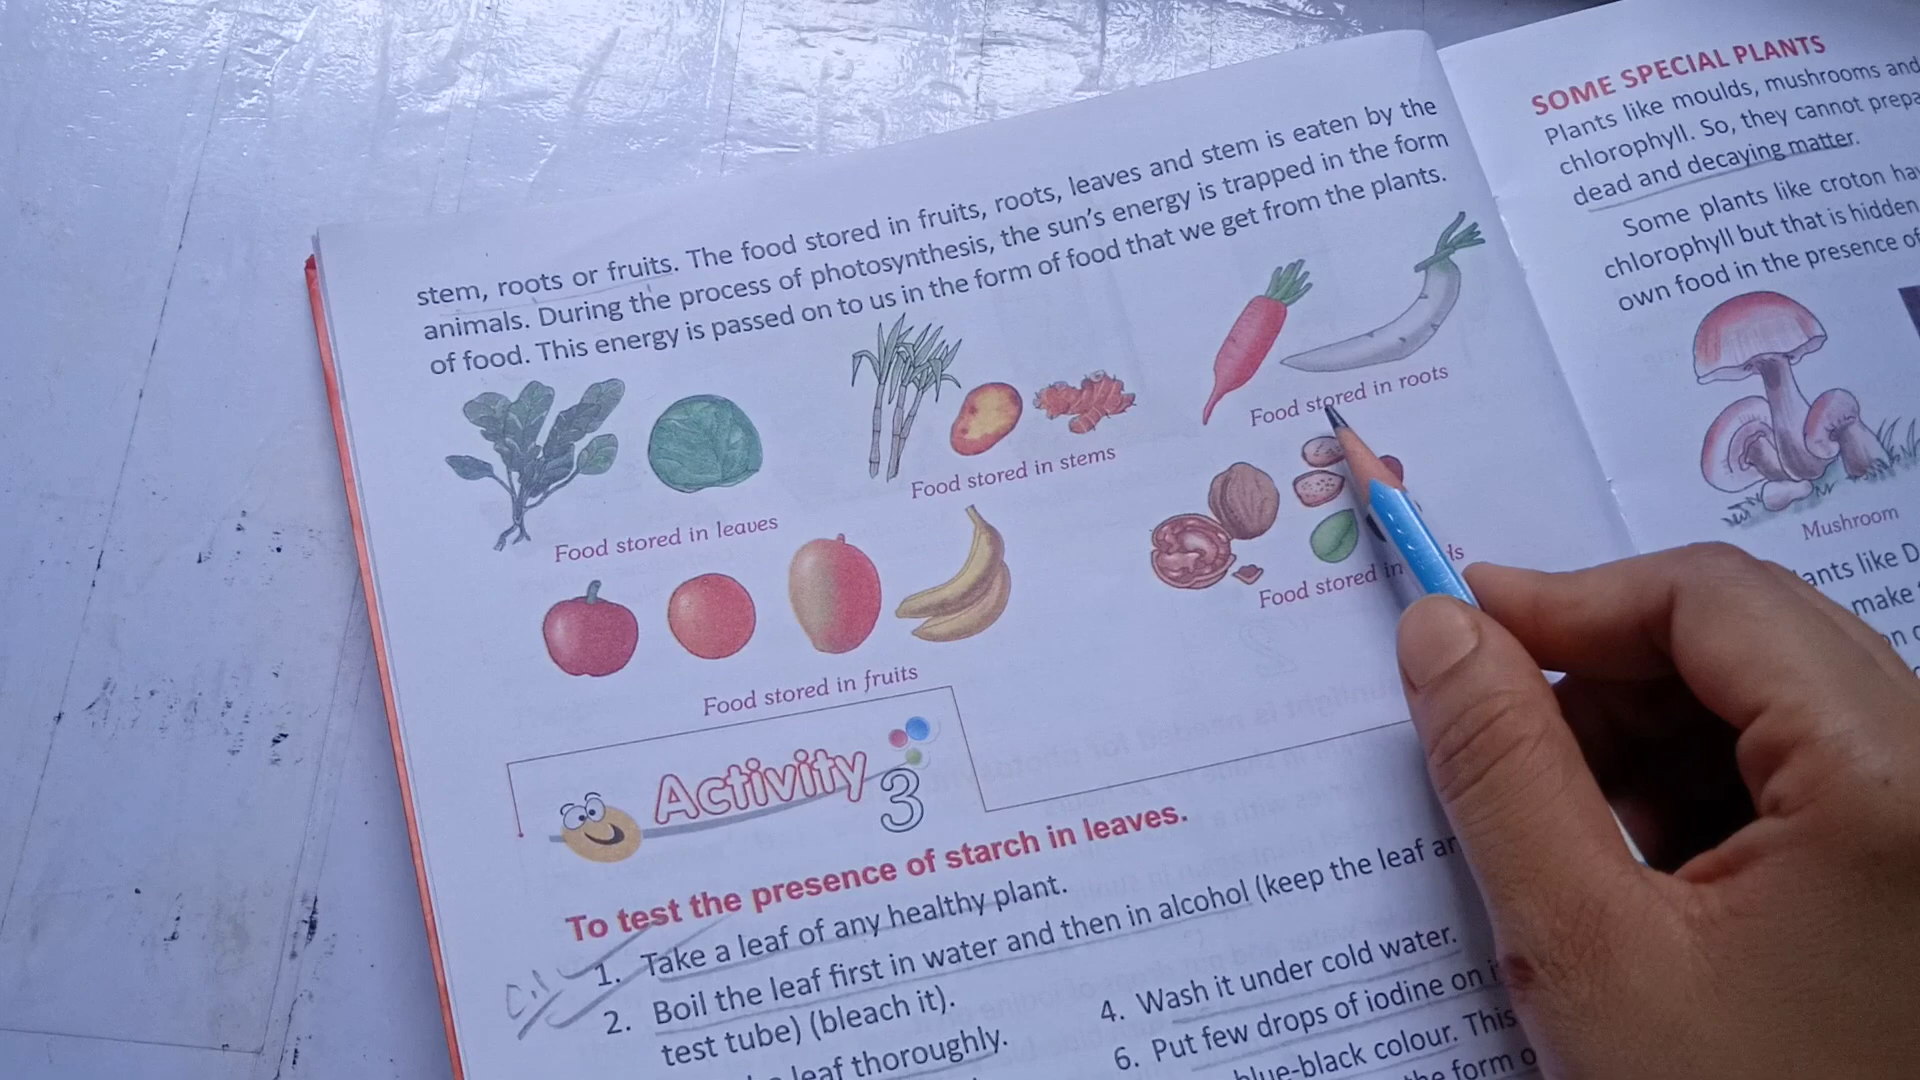 stem, roots or fruits. The food stored in fruits, roots, leaves and stem is eaten by the
animals. During the process of photosynthesis, the sun's energy is trapped in the form
of food. This energy is passed on to us in the form of food that we get from the plants.
Food stored in leaves
Food stored in stems
Food stored in roots
Food stored in fruits
Food stored in
Activity 3
To test the presence of starch in leaves.
1. Take a leaf of any healthy plant.
2. Boil the leaf first in water and then in alcohol (keep the leaf
test tube) (bleach it).
leaf thoroughly.
4. Wash it under cold water.
6. Put few drops of iodine on
blue-black colour. This
the form
SOME SPECIAL PLANTS
Plants like moulds, mushrooms and
chlorophyll. So, they cannot
dead and decaying matter.
Some plants like croton
chlorophyll but that is hidden
own food in the presence of
Mushroom
like
make